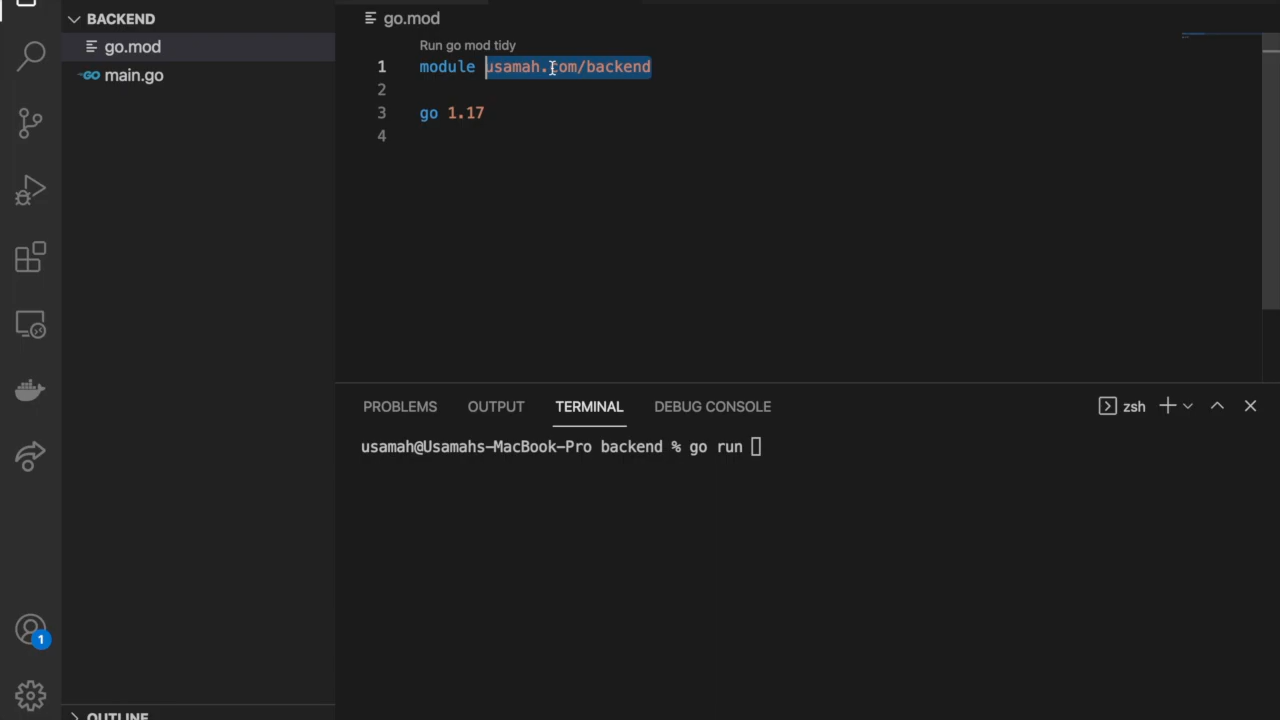 BACKEND
go.mod
GO main.go
OUTLINE
go.mod
Run go mod tidy
1 module usamah.com/backend
2
3 go 1.17
4
PROBLEMS OUTPUT TERMINAL DEBUG CONSOLE zsh
usamah@Usamahs-MacBook-Pro backend % go run
1